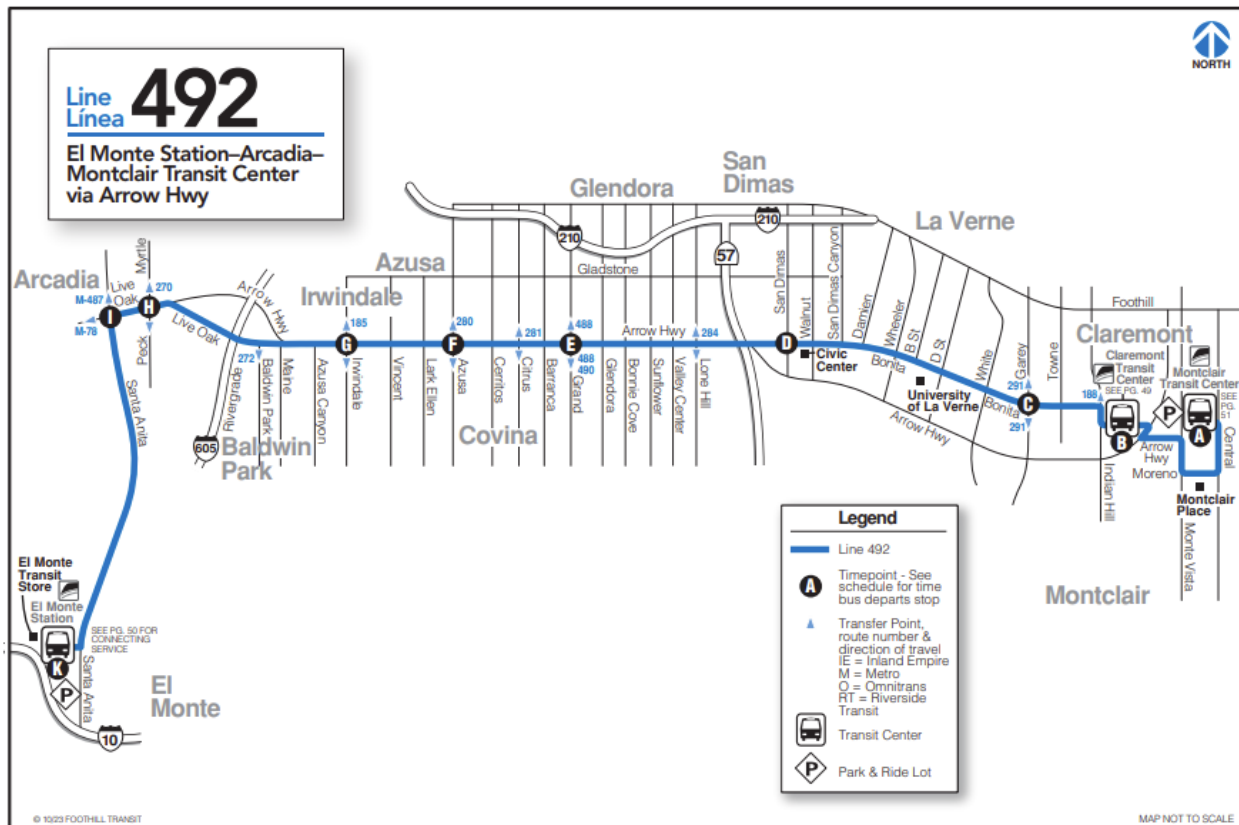 NORTH
Line
Línea
492
El Monte Station–Arcadia–
Montclair Transit Center
via Arrow Hwy
San
Dimas
Glendora
La Verne
210
210
57
Gladstone
Azusa
Irwindale
Arcadia
Myrtle
270
M-487
Live
Oak
I
H
M-78
Peck
Live Oak
Arrow Hwy
272
Baldwin Park
Maine
Azusa Canyon
185
G
Irwindale
Vincent
Lark Ellen
280
F
Azusa
Cerritos
281
Citrus
Barranca
488
E
488
490
Grand
Glendora
Bonnie Cove
Sunflower
Valley Center
Arrow Hwy
284
Lone Hill
San Dimas
D
Walnut
Civic
Center
San Dimas Canyon
Damien
Wheeler
B St
D St
Bonita
University
of La Verne
White
Arrow Hwy
Bonita
Garey
291
C
291
Towne
Foothill
Claremont
Claremont
Transit
Center
SEE PG. 49
188
B
Indian Hill
P
Montclair
Transit Center
SEE
PG.
51
A
Central
Arrow
Hwy
Moreno
Montclair
Place
Monte Vista
Montclair
Covina
Baldwin
Park
Rivergrade
605
Santa Anita
El Monte
Transit
Store
El Monte
Station
SEE PG. 50 FOR
CONNECTING
SERVICE
K
P
Santa Anita
El
Monte
10
Legend
Line 492
A
Timepoint - See
schedule for time
bus departs stop
Transfer Point,
route number &
direction of travel
IE = Inland Empire
M = Metro
O = Omnitrans
RT = Riverside
Transit
Transit Center
P
Park & Ride Lot
© 10/23 FOOTHILL TRANSIT
MAP NOT TO SCALE